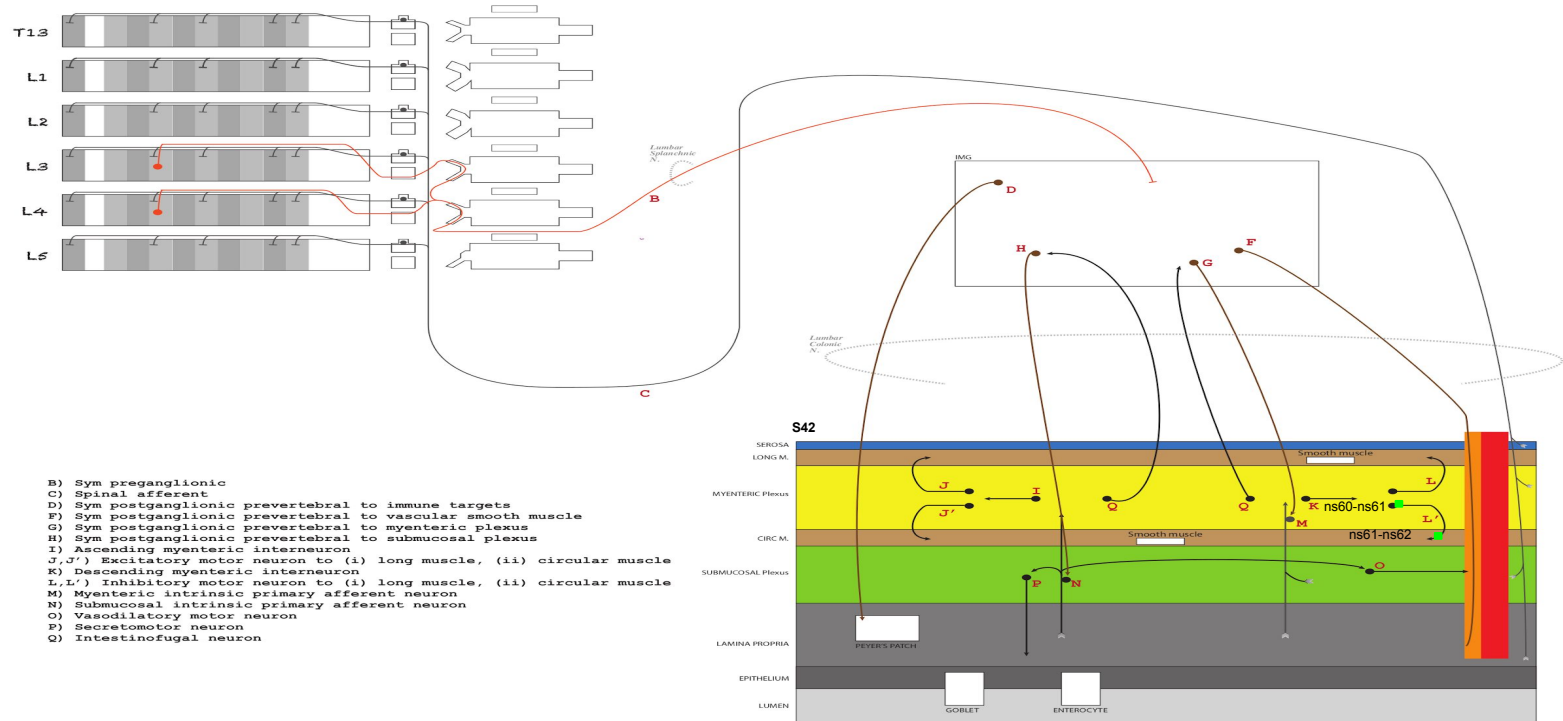 T13
L1
L2
L3
L4
L5
Lumbar
Splanchnic
N.
B
C
IMG
D
H
F
G
Lumbar
Colonic
N.
S42
SEROSA
LONG M.
Smooth muscle
MYENTERIC Plexus
J
I
Q
Q
K
ns60-ns61
L
J'
M
L'
CIRC M.
Smooth muscle
ns61-ns62
SUBMUCOSAL Plexus
P
N
O
LAMINA PROPRIA
PEYER'S PATCH
EPITHELIUM
LUMEN
GOBLET
ENTEROCYTE
B) Sym preganglionic
C) Spinal afferent
D) Sym postganglionic prevertebral to immune targets
F) Sym postganglionic prevertebral to vascular smooth muscle
G) Sym postganglionic prevertebral to myenteric plexus
H) Sym postganglionic prevertebral to submucosal plexus
I) Ascending myenteric interneuron
J,J') Excitatory motor neuron to (i) long muscle, (ii) circular muscle
K) Descending myenteric interneuron
L,L') Inhibitory motor neuron to (i) long muscle, (ii) circular muscle
M) Myenteric intrinsic primary afferent neuron
N) Submucosal intrinsic primary afferent neuron
O) Vasodilatory motor neuron
P) Secretomotor neuron
Q) Intestinofugal neuron